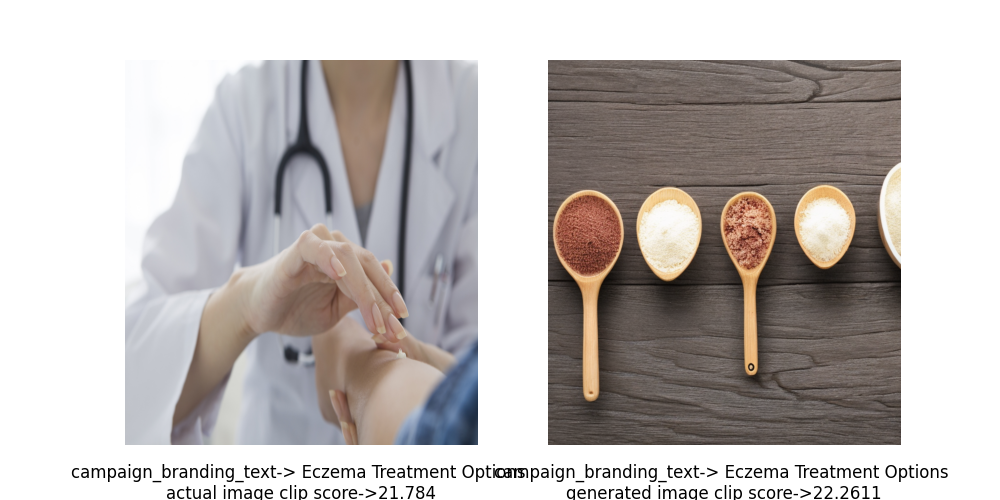 campaign_branding_text-> Eczema Treatment Options
actual image clip score->21.784
campaign_branding_text-> Eczema Treatment Options
generated image clip score->22.2611